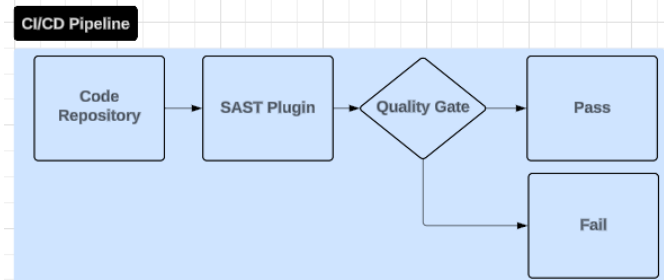 CI/CD Pipeline
Code
Repository
SAST Plugin
Quality Gate
Pass
Fail